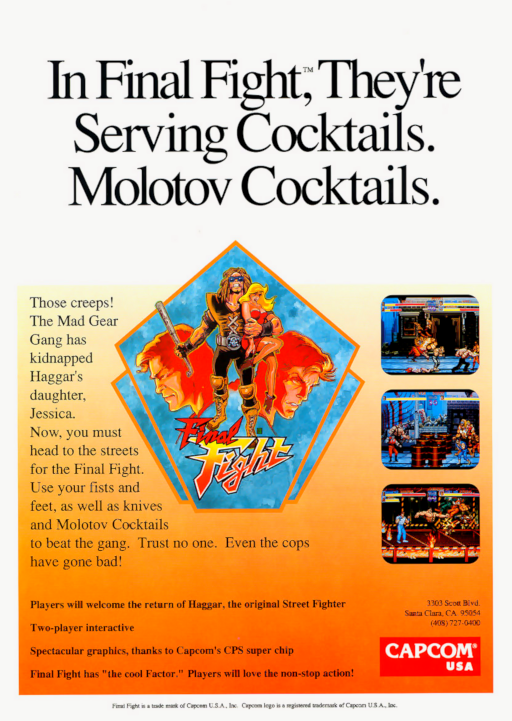 In Final Fight,™ They're
Serving Cocktails.
Molotov Cocktails.
Those creeps!
The Mad Gear
Gang has
kidnapped
Haggar's
daughter,
Jessica.
Now, you must
head to the streets
for the Final Fight.
Use your fists and
feet, as well as knives
and Molotov Cocktails
to beat the gang. Trust no one. Even the cops
have gone bad!
Final
Fight
Players will welcome the return of Haggar, the original Street Fighter
Two-player interactive
Spectacular graphics, thanks to Capcom's CPS super chip
Final Fight has "the cool Factor." Players will love the non-stop action!
3303 Scott Blvd.
Santa Clara, CA. 95054
(408) 727-0400
CAPCOM®
USA
Final Fight is a trade mark of Capcom U.S.A., Inc. Capcom logo is a registered trademark of Capcom U.S.A., Inc.